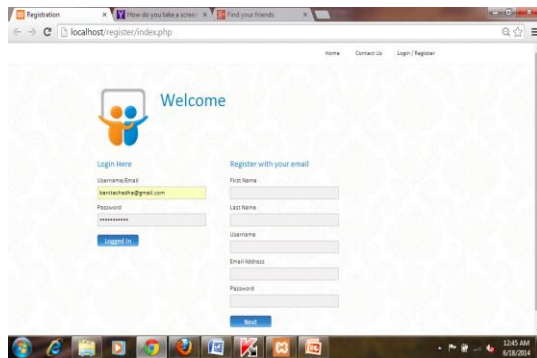 Registration
How do you take a screen
Find your friends
localhost/register/index.php
Home Contact Us Login / Register
Welcome
Login Here
Username/Email
banitachadha@gmail.com
Password
Logged In
Register with your email
First Name
Last Name
Username
Email Address
Password
Next
12:45 AM
6/18/2014